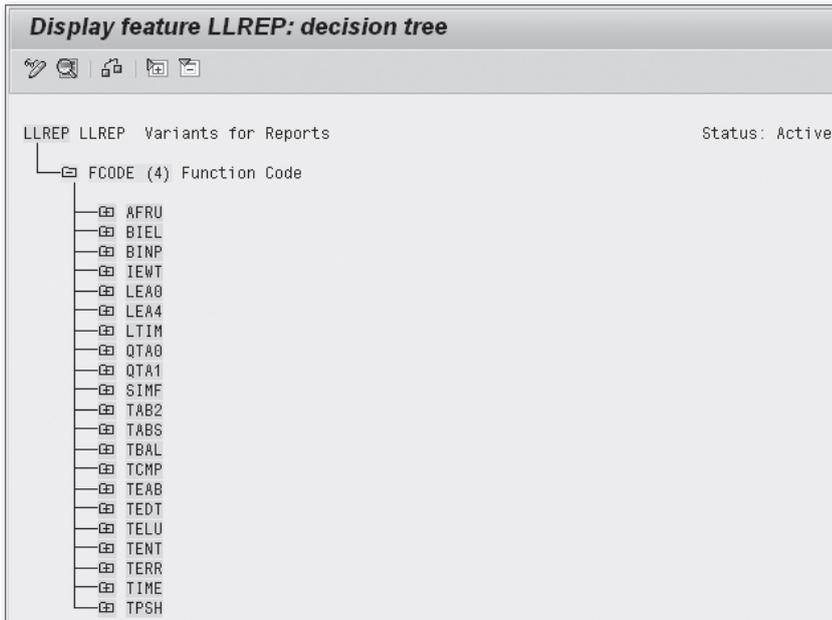 Display feature LLREP: decision tree
LLREP LLREP Variants for Reports Status: Active
FCODE (4) Function Code
AFRU
BIEL
BINP
IEWT
LEA0
LEA4
LTIM
QTA0
QTA1
SIMF
TAB2
TABS
TBAL
TCMP
TEAB
TEDT
TELU
TENT
TERR
TIME
TPSH